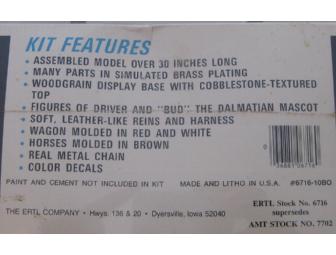 KIT FEATURES
• ASSEMBLED MODEL OVER 30 INCHES LONG
• MANY PARTS IN SIMULATED BRASS PLATING
• WOODGRAIN DISPLAY BASE WITH COBBLESTONE-TEXTURED
TOP
• FIGURES OF DRIVER AND "BUD" THE DALMATIAN MASCOT
• SOFT, LEATHER-LIKE REINS AND HARNESS
• WAGON MOLDED IN RED AND WHITE
• HORSES MOLDED IN BROWN
• REAL METAL CHAIN
• COLOR DECALS
PAINT AND CEMENT NOT INCLUDED IN KIT
MADE AND LITHO IN U.S.A.
#6716-10BO
THE ERTL COMPANY • Hwys. 136 & 20 • Dyersville, Iowa 52040
ERTL Stock No. 6716
supersedes
AMT STOCK NO. 7702